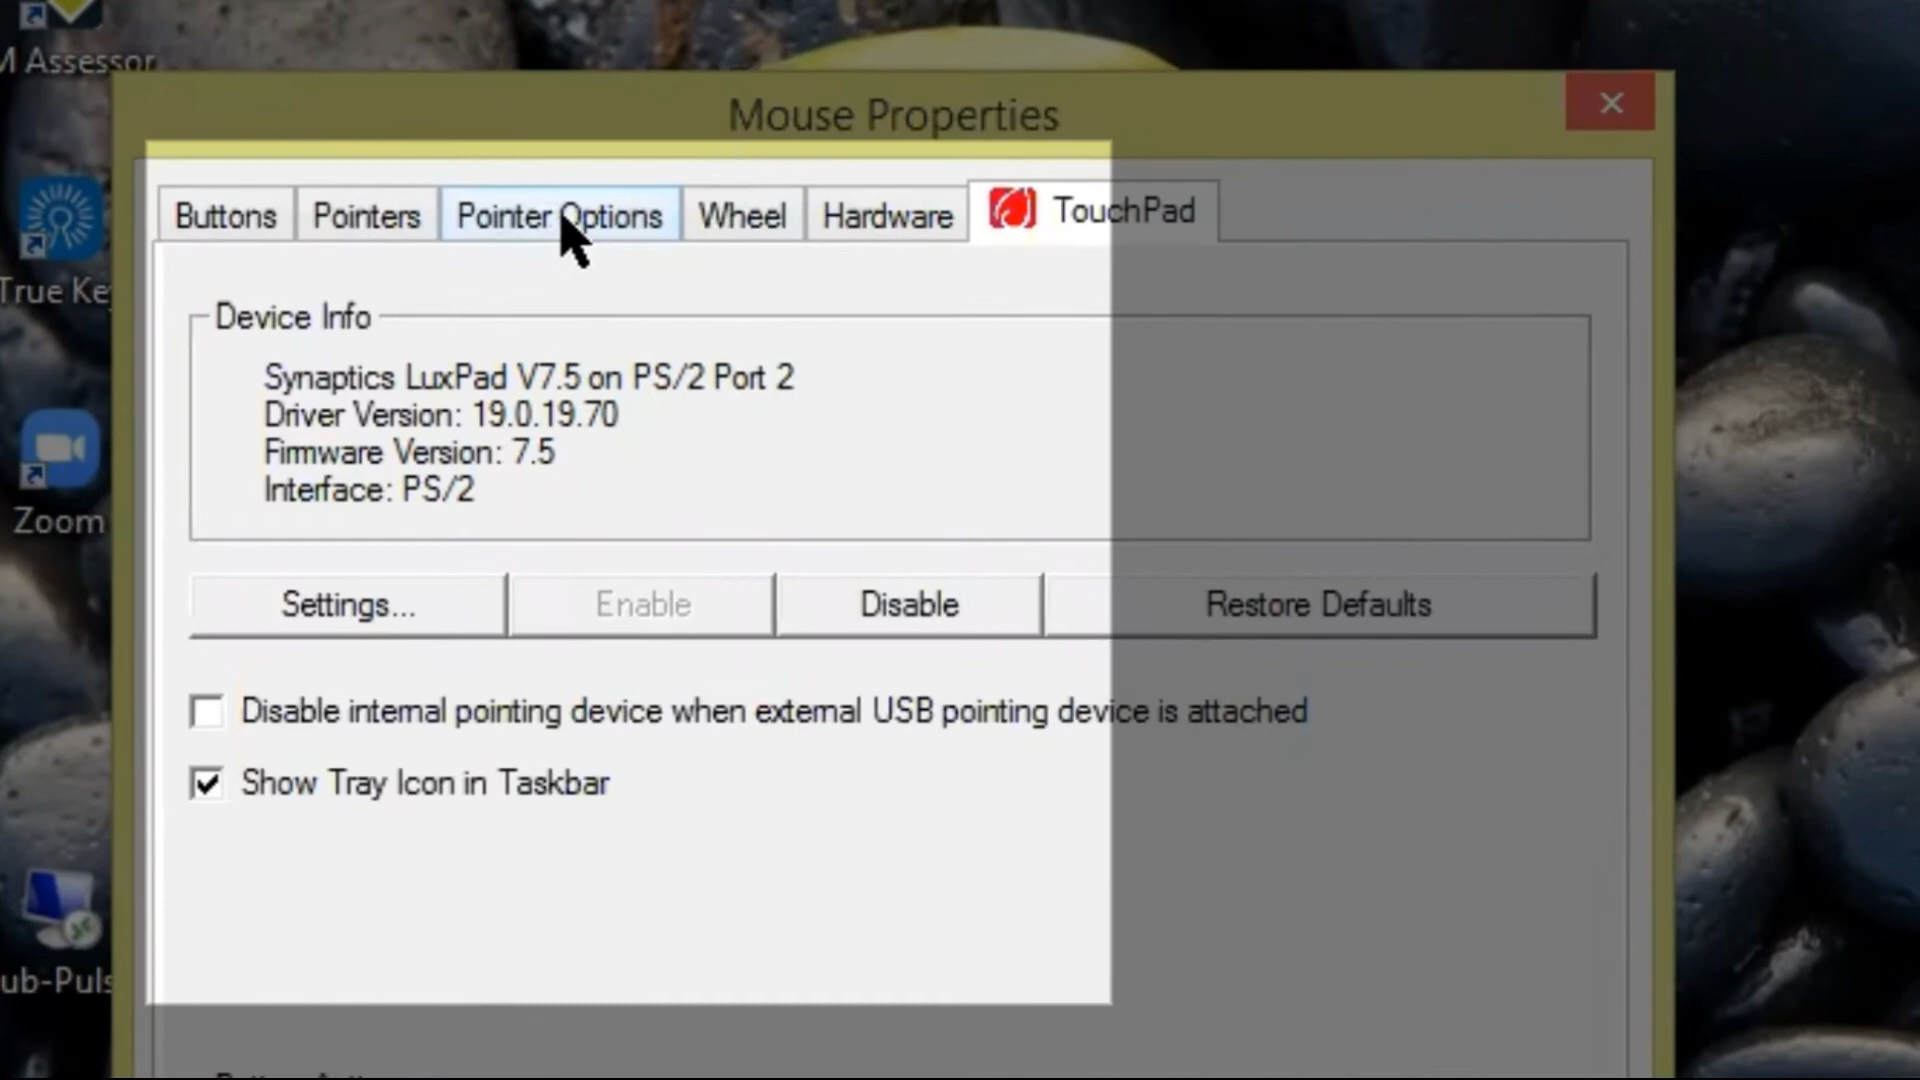 M Assessor
Mouse Properties
Buttons
Pointers
Pointer Options
Wheel
Hardware
TouchPad
True Ke
Device Info
Synaptics LuxPad V7.5 on PS/2 Port 2
Driver Version: 19.0.19.70
Firmware Version: 7.5
Interface: PS/2
Zoom
Settings...
Enable
Disable
Restore Defaults
Disable internal pointing device when external USB pointing device is attached
Show Tray Icon in Taskbar
ub-Puls